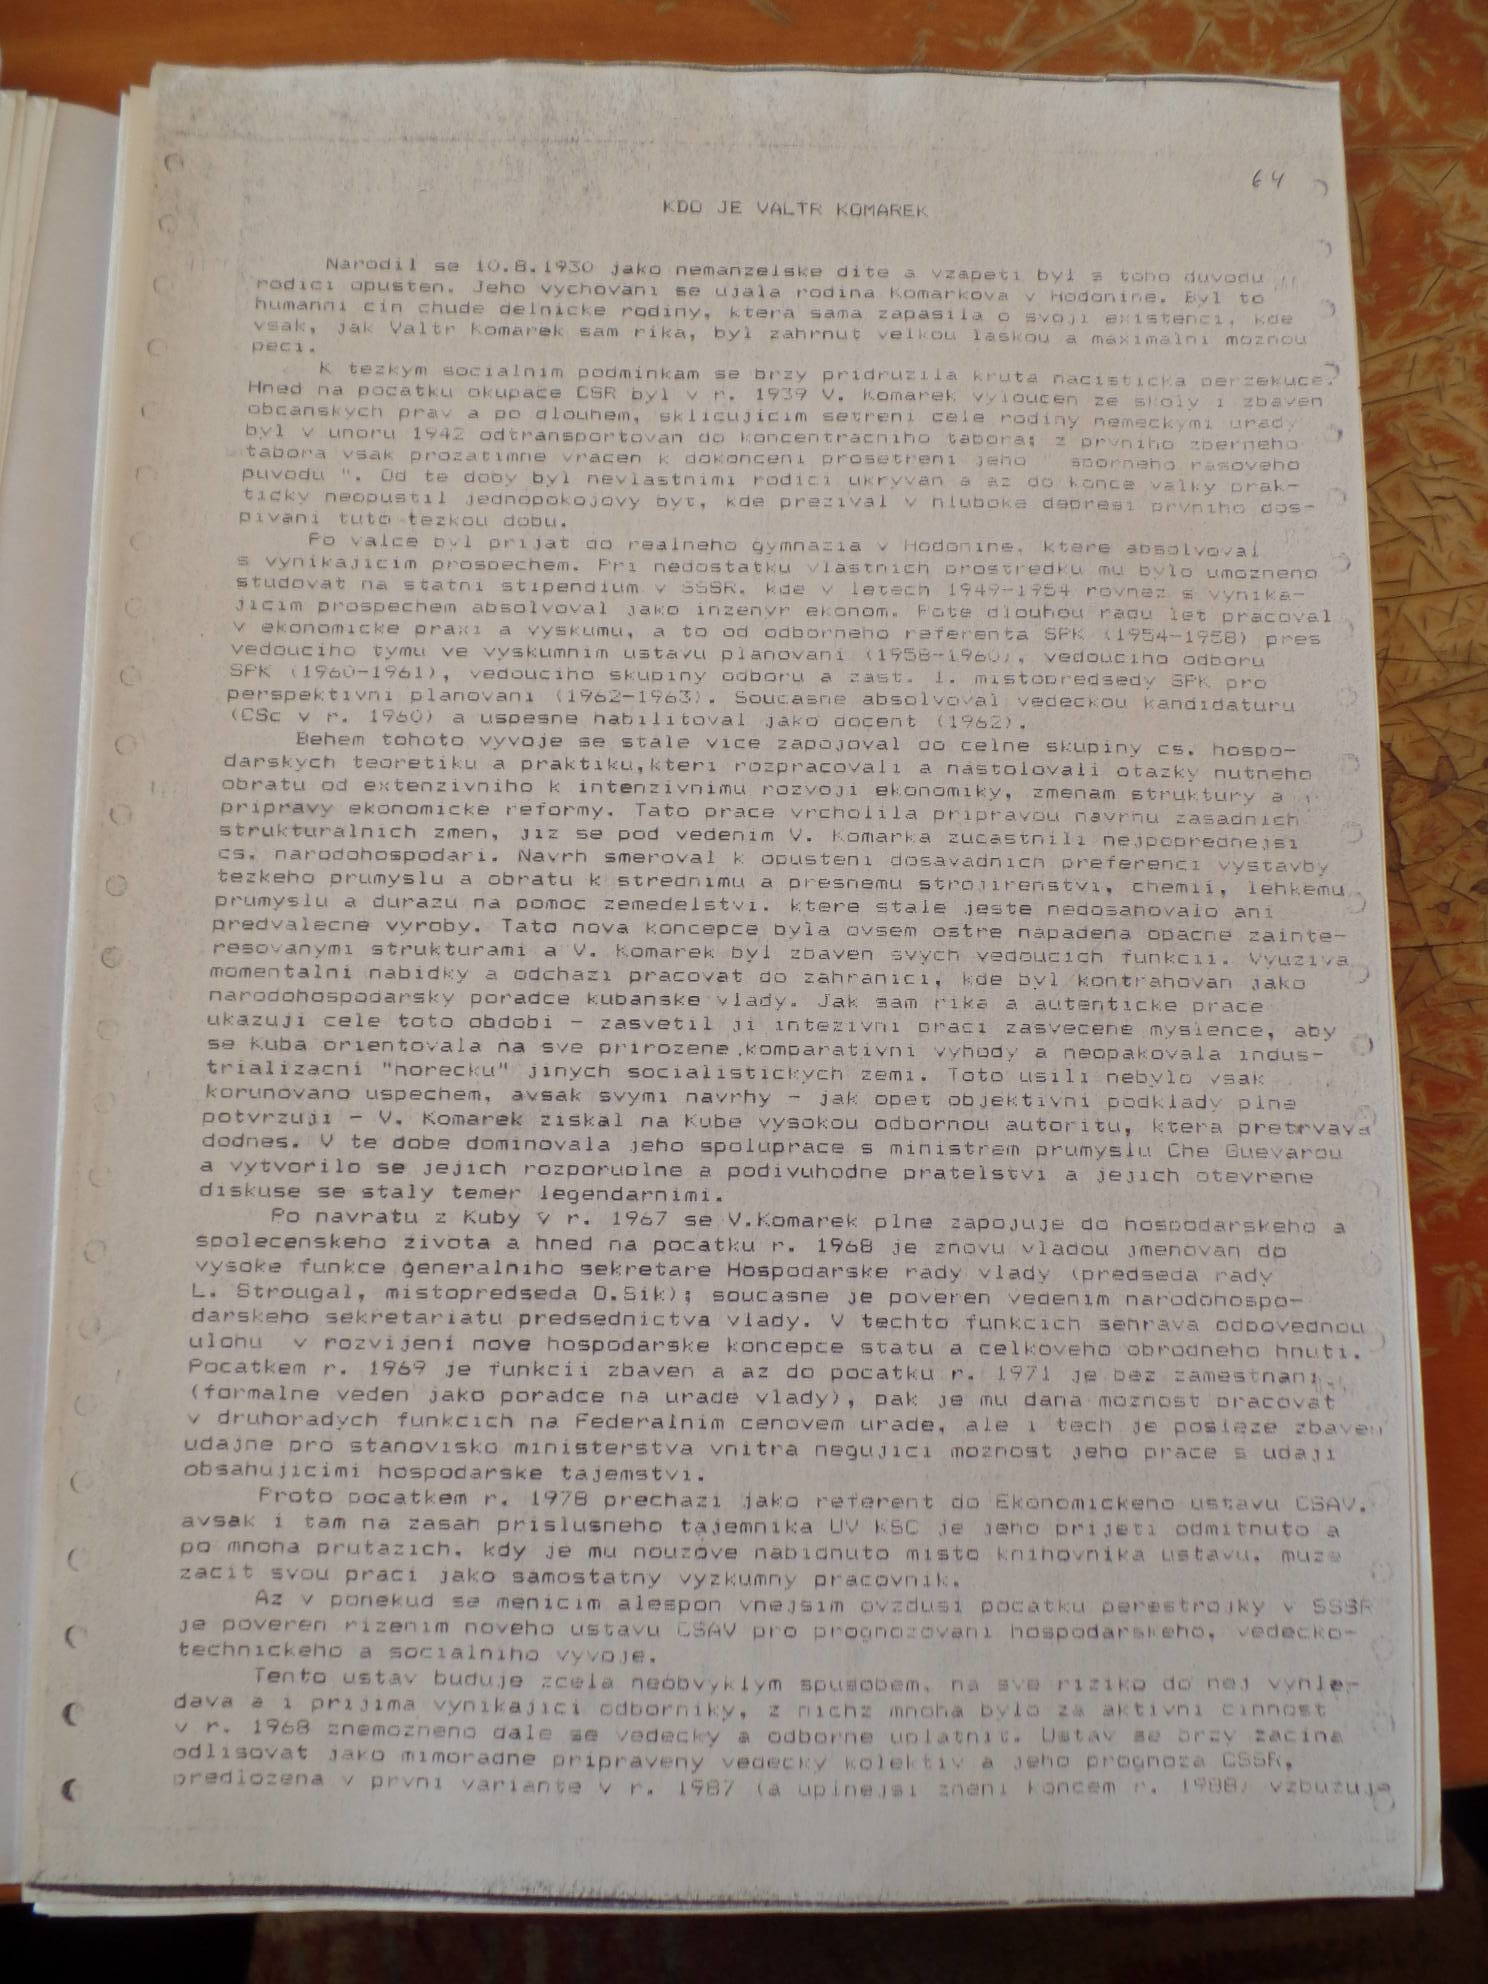 64
KDO JE VALTR KOMAREK
Narodil se 10.8.1930 jako nemanzelske dite a vzapeti byl s toho duvodu
rodici opusten. Jeho vychovani se ujala rodina Komarkova v Hodonine. Byl to
humanni cin chude delnicke rodiny, ktera sama zapasila o svoji existenci, kde
vsak, jak Valtr Komarek sam rika, byl zahrnut velkou laskou a maximalni moznou
peci.
K tezkym socialnim podminkam se brzy pridruzila kruta nacisticka perzekuce.
Hned na pocatku okupace CSR byl v r. 1939 V. Komarek vyloucen ze skoly i zbaven
obcanskych prav a po dlouhem, sklicujicim setreni cele rodiny nemeckymi urady
byl v unoru 1942 odtransportovan do koncentracniho tabora; z prvniho zberneho
tabora vsak prozatimne vracen k dokonceni prosetreni jeho " sporneho rasoveho
puvodu ". Od te doby byl nevlastnimi rodici ukryvan a az do konce valky prak-
ticky neopustil jednopokojovy byt, kde prezival v hluboke depresi prvniho dos-
pivani tuto tezkou dobu.
Po valce byl prijat do realneho gymnazia v Hodonine, ktere absolvoval
s vynikajicim prospechem. Pri nedostatku vlastnich prostredku mu bylo umozneno
studovat na statni stipendium v SSSR, kde v letech 1949-1954 rovnez s vynika-
jicim prospechem absolvoval jako inzenyr ekonom. Pote dlouhou radu let pracoval
v ekonomicke praxi a vyskumu, a to od odborneho referenta SPK (1954-1958) pres
vedouciho tymu ve vyskumnim ustavu planovani (1958-1960), vedouciho odboru
SPK (1960-1961), vedouciho skupiny odboru a zast. 1. mistopredsedy SPK pro
perspektivni planovani (1962-1963). Soucasne absolvoval vedeckou kandidaturu
(CSc v r. 1960) a uspesne habilitoval jako docent (1962).
Behem tohoto vyvoje se stale vice zapojoval do celne skupiny cs. hospo-
darskych teoretiku a praktiku,kteri rozpracovali a nastolovali otazky nutneho
obratu od extenzivniho k intenzivnimu rozvoji ekonomiky, zmenam struktury a
pripravy ekonomicke reformy. Tato prace vrcholila pripravou navrhu zasadnich
strukturalnich zmen, jiz se pod vedenim V. Komarka zucastnili nejpoprednejsi
cs. narodohospodari. Navrh smeroval k opusteni dosavadnich preferenci vystavby
tezkeho prumyslu a obratu k strednimu a presnemu strojirenstvi, chemii, lehkemu
prumyslu a durazu na pomoc zemedelstvi, ktere stale jeste nedosahovalo ani
predvalecne vyroby. Tato nova koncepce byla ovsem ostre napadena opacne zainte-
resovanymi strukturami a V. Komarek byl zbaven svych vedoucich funkcii. Vyuziva
momentalni nabidky a odchazi pracovat do zahranici, kde byl kontrahovan jako
narodohospodarsky poradce kubanske vlady. Jak sam rika a autenticke prace
ukazuji cele toto obdobi - zasvetil ji intezivni praci zasvecene myslence, aby
se Kuba orientovala na sve prirozene,komparativni vyhody a neopakovala indus-
trializacni "horecku" jinych socialistickych zemi. Toto usili nebylo vsak
korunovano uspechem, avsak svymi navrhy - jak opet objektivni podklady plne
potvrzuji - V. Komarek ziskal na Kube vysokou odbornou autoritu, ktera pretrvava
dodnes. V te dobe dominovala jeho spoluprace s ministrem prumyslu Che Guevarou
a vytvorilo se jejich rozporuplne a podivuhodne pratelstvi a jejich otevrene
diskuse se staly temer legendarnimi.
Po navratu z Kuby v r. 1967 se V.Komarek plne zapojuje do hospodarskeho a
spolecenskeho zivota a hned na pocatku r. 1968 je znovu vladou jmenovan do
vysoke funkce generalniho sekretare Hospodarske rady vlady (predseda rady
L. Strougal, mistopredseda O.Sik); soucasne je poveren vedenim narodohospo-
darskeho sekretariatu predsednictva vlady. V techto funkcich sehrava odpovednou
ulohu v rozvijeni nove hospodarske koncepce statu a celkoveho obrodneho hnuti.
Pocatkem r. 1969 je funkcii zbaven a az do pocatku r. 1971 je bez zamestnani
(formalne veden jako poradce na urade vlady), pak je mu dana moznost pracovat
v druhoradych funkcich na Federalnim cenovem urade, ale i tech je posleze zbaven
udajne pro stanovisko ministerstva vnitra negujici moznost jeho prace s udaji
obsahujicimi hospodarske tajemstvi.
Proto pocatkem r. 1978 prechazi jako referent do Ekonomickeho ustavu CSAV,
avsak i tam na zasah prislusneho tajemnika UV KSC je jeho prijeti odmitnuto a
po mnoha prutazich, kdy je mu nouzove nabidnuto misto knihovnika ustavu, muze
zacit svou praci jako samostatny vyzkumny pracovnik.
Az v ponekud se menicim alespon vnejsim ovzdusi pocatku perestrojky v SSSR
je poveren rizenim noveho ustavu CSAV pro prognozovani hospodarskeho, vedecko-
technickeho a socialniho vyvoje.
Tento ustav buduje zcela neobvyklym spusobem, na sve riziko do nej vyhle-
dava a i prijima vynikajici odborniky, z nichz mnoha bylo za aktivni cinnost
v r. 1968 znemozneno dale se vedecky a odborne uplatnit. Ustav se brzy zacina
odlisovat jako mimoradne pripraveny vedecky kolektiv a jeho prognoza CSSR,
predlozena v prvni variante v r. 1987 (a uplnejsi zneni koncem r. 1988) vzbuzuje